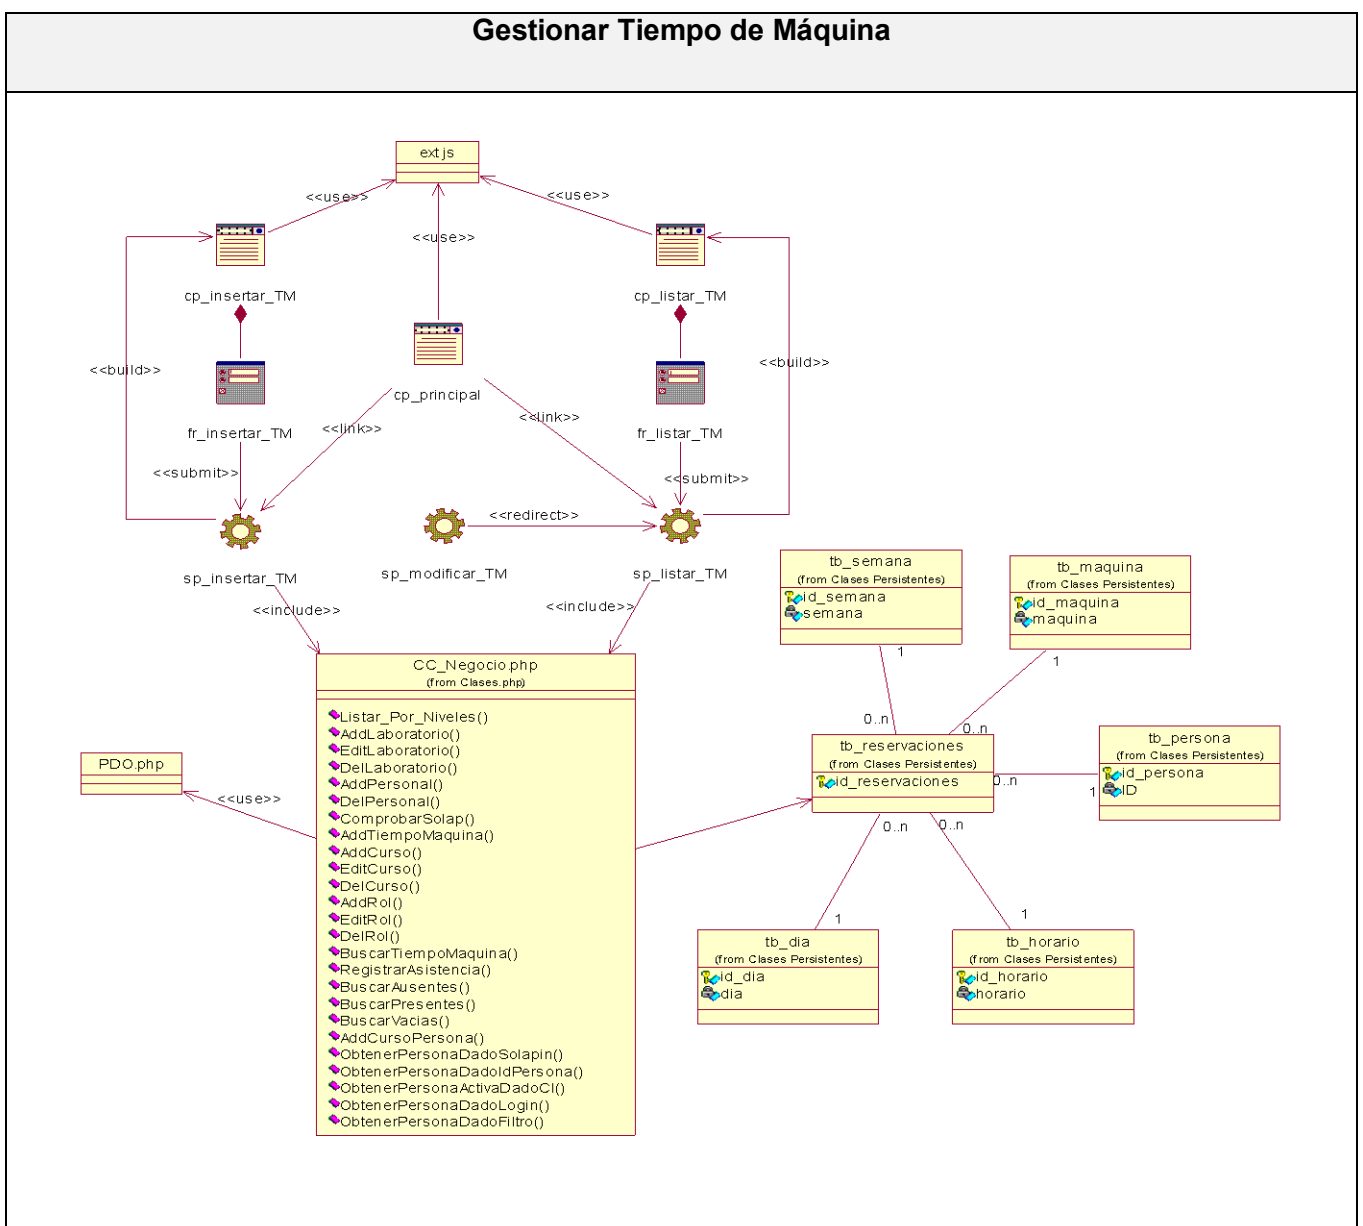 Gestionar Tiempo de Máquina
extjs
<<use>>
<<use>>
<<use>>
cp_insertar_TM
cp_listar_TM
<<build>>
<<build>>
cp_principal
fr_insertar_TM
<<link>>
<<link>>
fr_listar_TM
<<submit>>
<<submit>>
<<redirect>>
sp_insertar_TM
sp_modificar_TM
sp_listar_TM
<<include>>
<<include>>
tb_semana
(from Clases Persistentes)
id_semana
semana
1
tb_maquina
(from Clases Persistentes)
id_maquina
maquina
1
CC_Negocio.php
(from Clases.php)
Listar_Por_Niveles()
AddLaboratorio()
EditLaboratorio()
DelLaboratorio()
AddPersonal()
DelPersonal()
ComprobarSolap()
AddTiempoMaquina()
AddCurso()
EditCurso()
DelCurso()
AddRol()
EditRol()
DelRol()
BuscarTiempoMaquina()
RegistrarAsistencia()
BuscarAusentes()
BuscarPresentes()
BuscarVacias()
AddCursoPersona()
ObtenerPersonaDadoSolapin()
ObtenerPersonaDadoIdPersona()
ObtenerPersonaActivaDadoCI()
ObtenerPersonaDadoLogin()
ObtenerPersonaDadoFiltro()
PDO.php
<<use>>
0..n
0..n
tb_reservaciones
(from Clases Persistentes)
id_reservaciones
0..n
0..n
0..n
tb_persona
(from Clases Persistentes)
id_persona
ID
1
1
1
tb_dia
(from Clases Persistentes)
id_dia
dia
tb_horario
(from Clases Persistentes)
id_horario
horario